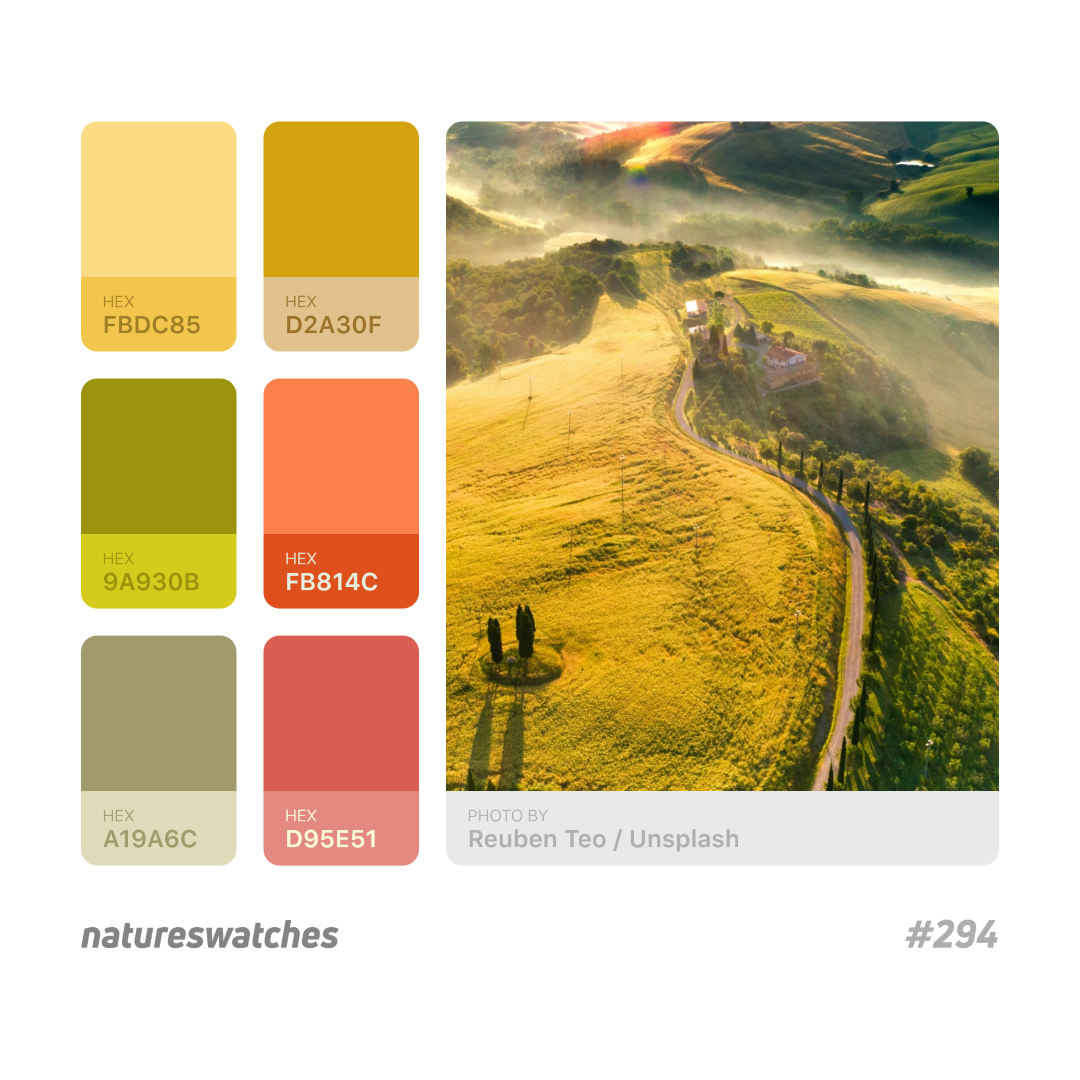 HEX
FBDC85
HEX
D2A30F
HEX
9A930B
HEX
FB814C
HEX
A19A6C
HEX
D95E51
PHOTO BY
Reuben Teo / Unsplash
natureswatches
#294